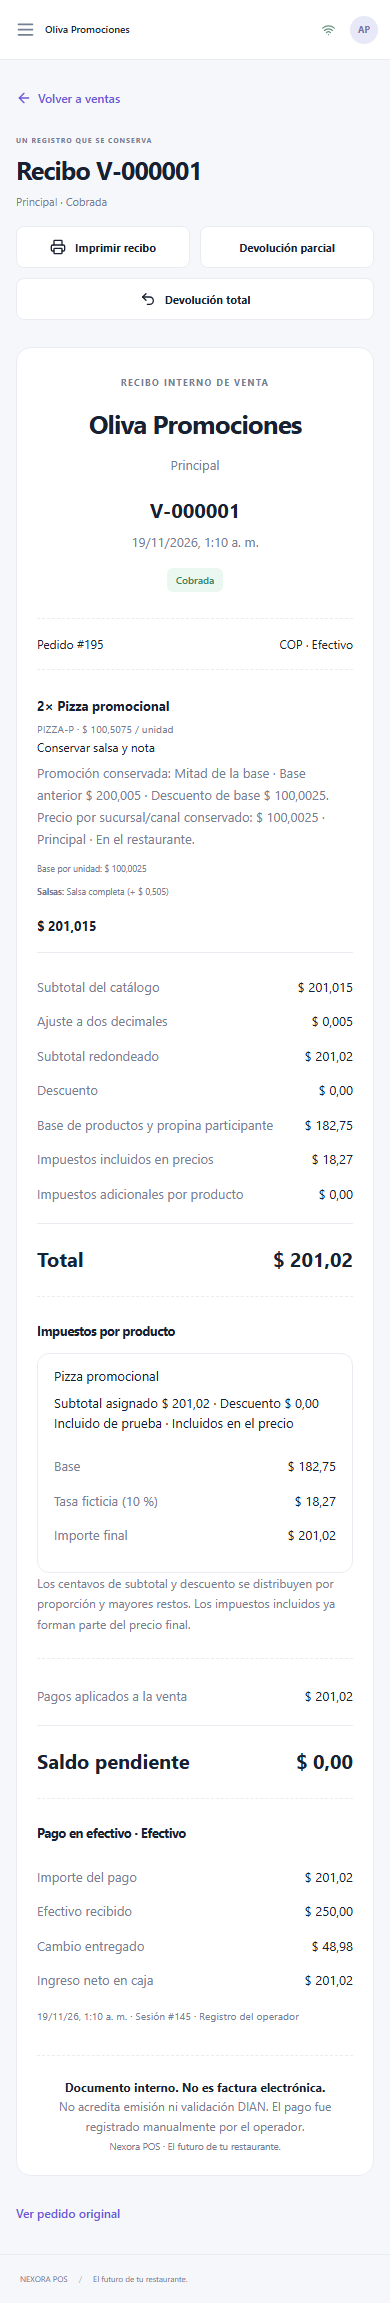 Oliva Promociones
AP
Volver a ventas
UN REGISTRO QUE SE CONSERVA
Recibo V-000001
Principal · Cobrada
Imprimir recibo
Devolución parcial
Devolución total
RECIBO INTERNO DE VENTA
Oliva Promociones
Principal
V-000001
19/11/2026, 1:10 a. m.
Cobrada
Pedido #195 COP · Efectivo
2× Pizza promocional
PIZZA-P · $ 100,5075 / unidad
Conservar salsa y nota
Promoción conservada: Mitad de la base · Base
anterior $ 200,005 · Descuento de base $ 100,0025.
Precio por sucursal/canal conservado: $ 100,0025 ·
Principal · En el restaurante.
Base por unidad: $ 100,0025
Salsas: Salsa completa (+ $ 0,505)
$ 201,015
Subtotal del catálogo $ 201,015
Ajuste a dos decimales $ 0,005
Subtotal redondeado $ 201,02
Descuento $ 0,00
Base de productos y propina participante $ 182,75
Impuestos incluidos en precios $ 18,27
Impuestos adicionales por producto $ 0,00
Total $ 201,02
Impuestos por producto
Pizza promocional
Subtotal asignado $ 201,02 · Descuento $ 0,00
Incluido de prueba · Incluidos en el precio
Base $ 182,75
Tasa ficticia (10 %) $ 18,27
Importe final $ 201,02
Los centavos de subtotal y descuento se distribuyen por
proporción y mayores restos. Los impuestos incluidos ya
forman parte del precio final.
Pagos aplicados a la venta $ 201,02
Saldo pendiente $ 0,00
Pago en efectivo · Efectivo
Importe del pago $ 201,02
Efectivo recibido $ 250,00
Cambio entregado $ 48,98
Ingreso neto en caja $ 201,02
19/11/26, 1:10 a. m. · Sesión #145 · Registro del operador
Documento interno. No es factura electrónica.
No acredita emisión ni validación DIAN. El pago fue
registrado manualmente por el operador.
Nexora POS · El futuro de tu restaurante.
Ver pedido original
NEXORA POS / El futuro de tu restaurante.